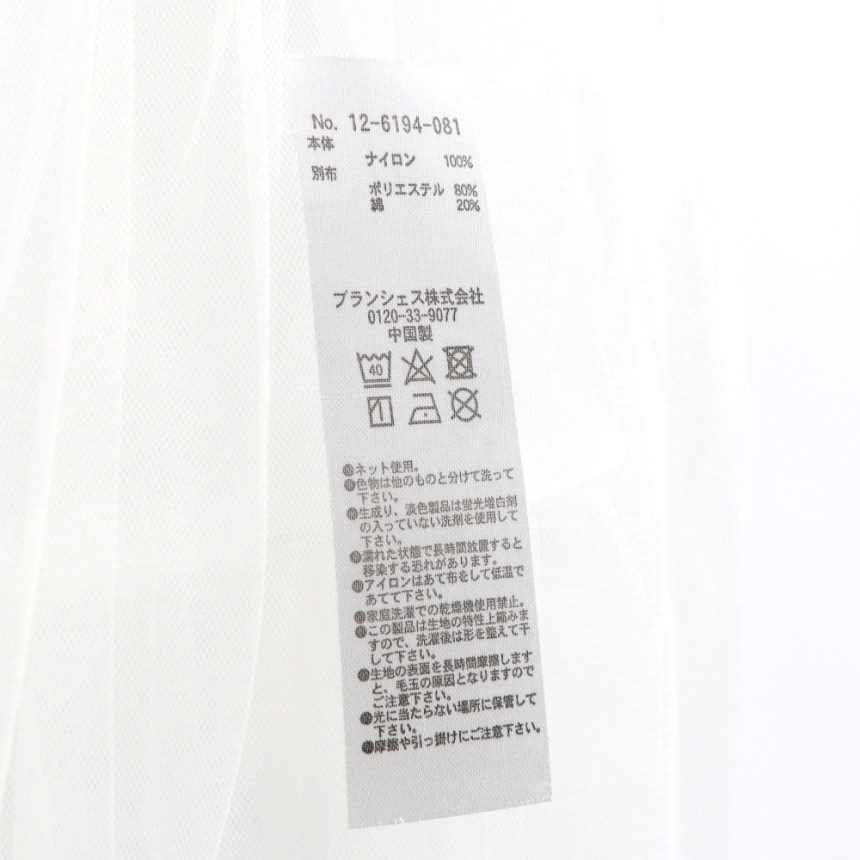 No. 12-6194-081
本体
ナイロン 100%
別布
ポリエステル 80%
綿 20%
ブランシェス株式会社
0120-33-9077
中国製
40
●ネット使用。
●色物は他のものと分けて洗って
下さい。
●生成り、淡色製品は蛍光増白剤
の入っていない洗剤を使用して
下さい。
●濡れた状態で長時間放置すると
移染する恐れがあります。
●アイロンはあて布をして低温で
あてて下さい。
●家庭洗濯での乾燥機使用禁止。
●この製品は生地の特性上縮みま
すので、洗濯後は形を整えて干
して下さい。
●生地の表面を長時間摩擦します
と、毛玉の原因となりますので
ご注意下さい。
●光に当たらない場所に保管して
下さい。
●摩擦や引っ掛けにご注意下さい。